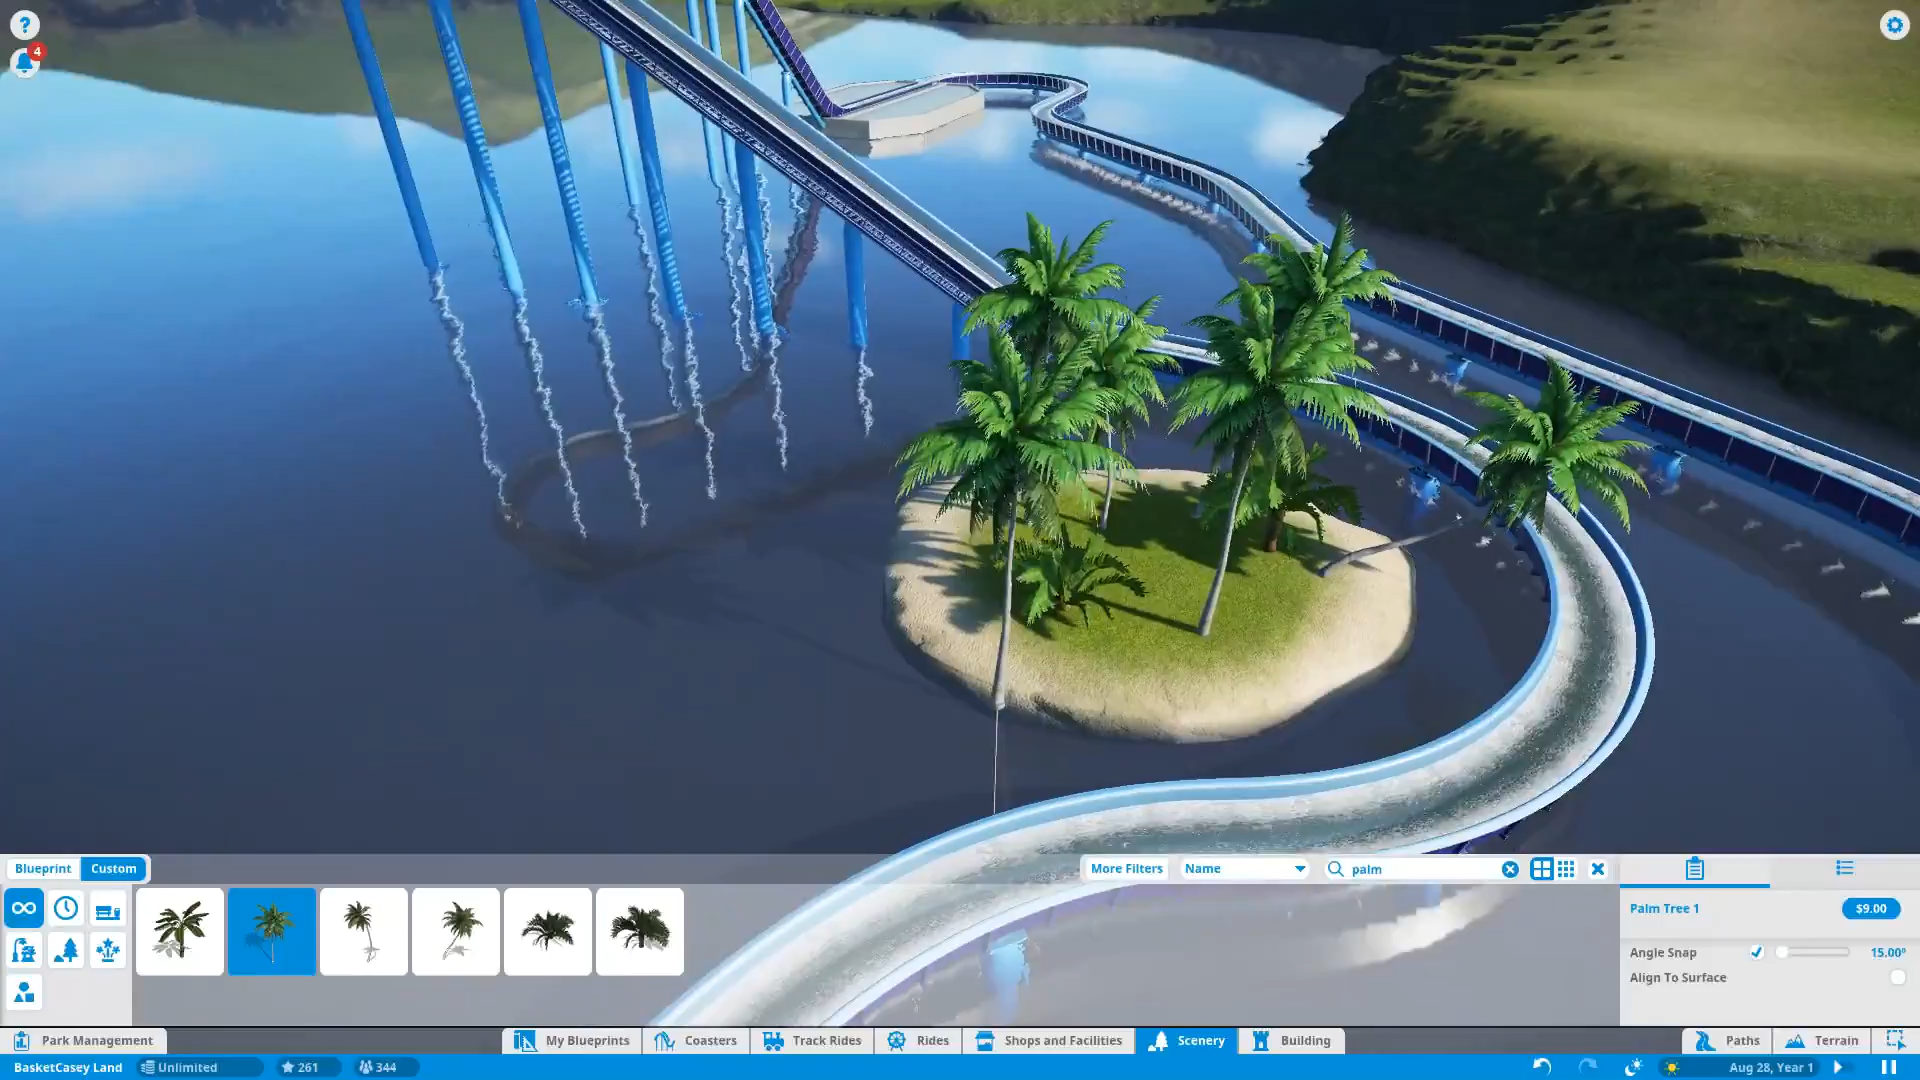 ?
4
Blueprint
Custom
More Filters
Name
palm
Palm Tree 1
$9.00
Angle Snap
15.00º
Align To Surface
Park Management
My Blueprints
Coasters
Track Rides
Rides
Shops and Facilities
Scenery
Building
Paths
Terrain
BasketCasey Land
Unlimited
261
344
Aug 28, Year 1